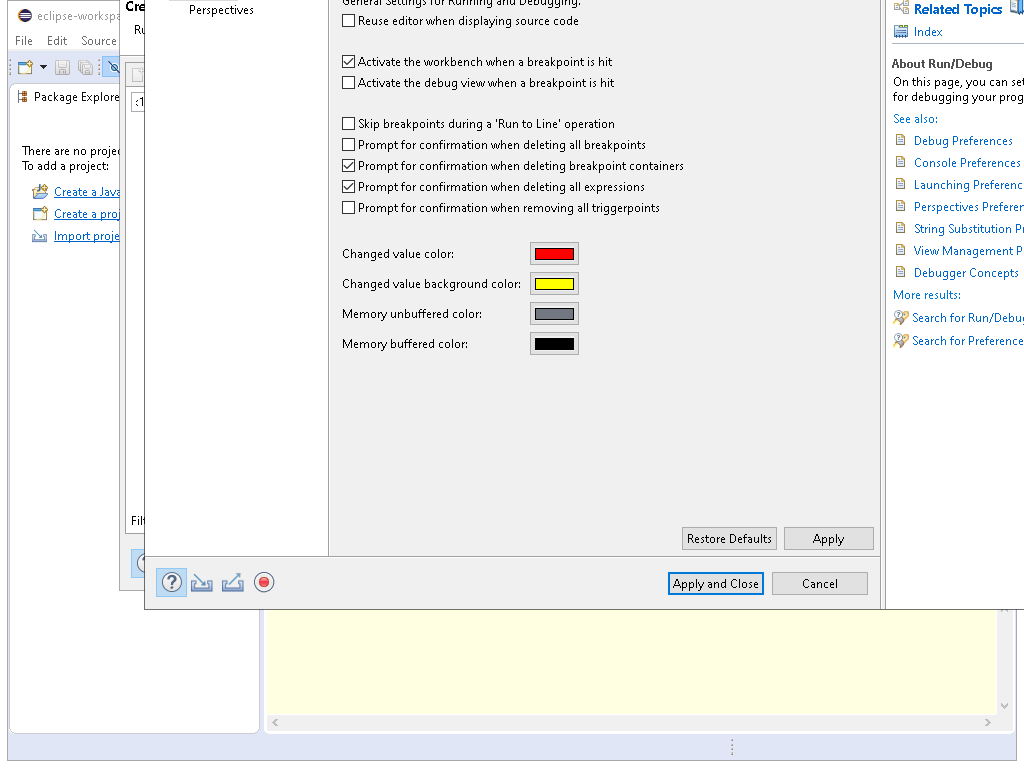 eclipse-workspa
File Edit Source
Package Explore
There are no projec
To add a project:
Create a Java
Create a proj
Import proje
Cre
Ru
:1
Filt
Perspectives
General Settings for Running and Debugging.
Reuse editor when displaying source code
Activate the workbench when a breakpoint is hit
Activate the debug view when a breakpoint is hit
Skip breakpoints during a 'Run to Line' operation
Prompt for confirmation when deleting all breakpoints
Prompt for confirmation when deleting breakpoint containers
Prompt for confirmation when deleting all expressions
Prompt for confirmation when removing all triggerpoints
Changed value color:
Changed value background color:
Memory unbuffered color:
Memory buffered color:
Restore Defaults Apply
Apply and Close Cancel
Related Topics
Index
About Run/Debug
On this page, you can set
for debugging your prog
See also:
Debug Preferences
Console Preferences
Launching Preferenc
Perspectives Preferen
String Substitution Pr
View Management P
Debugger Concepts
More results:
Search for Run/Debug
Search for Preference